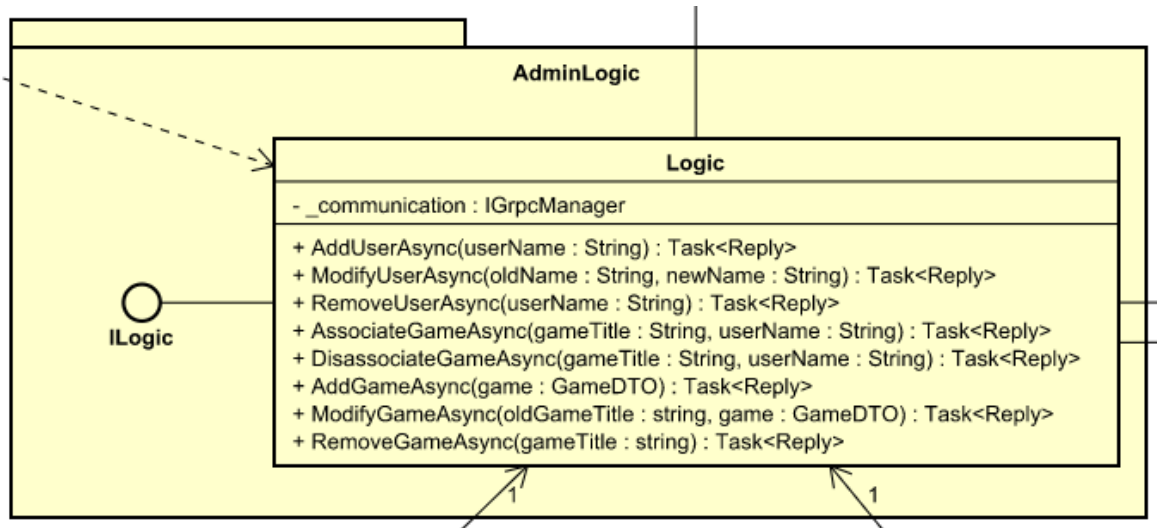 AdminLogic
Logic
- _communication : IGrpcManager
+ AddUserAsync(userName : String) : Task<Reply>
+ ModifyUserAsync(oldName : String, newName : String) : Task<Reply>
+ RemoveUserAsync(userName : String) : Task<Reply>
+ AssociateGameAsync(gameTitle : String, userName : String) : Task<Reply>
+ DisassociateGameAsync(gameTitle : String, userName : String) : Task<Reply>
+ AddGameAsync(game : GameDTO) : Task<Reply>
+ ModifyGameAsync(oldGameTitle : string, game : GameDTO) : Task<Reply>
+ RemoveGameAsync(gameTitle : string) : Task<Reply>
ILogic
1
1